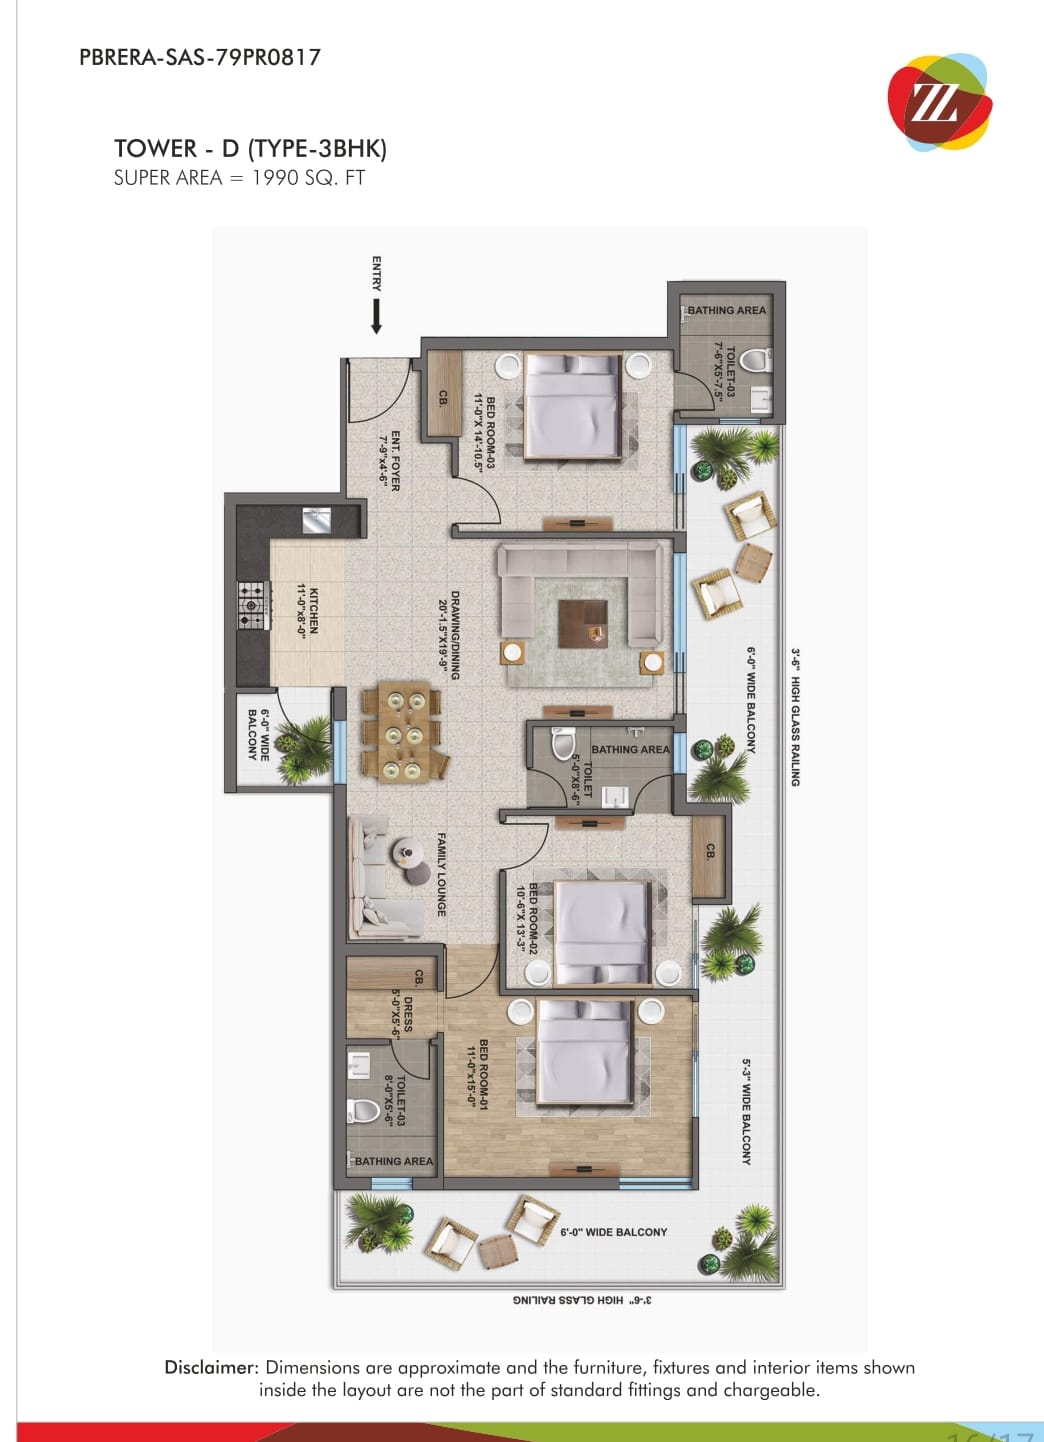 PBRERA-SAS-79PR0817
TOWER - D (TYPE-3BHK)
SUPER AREA = 1990 SQ. FT
ENTRY
BATHING AREA
TOILET-03
7'-6"X5'-7.5"
CB.
BED ROOM-03
11'-0"X 14'-10.5"
ENT. FOYER
7'-9"x4'-6"
KITCHEN
11'-0"x8'-0"
DRAWING/DINING
20'-1.5"X19'-9"
6'-0" WIDE BALCONY
3'-6" HIGH GLASS RAILING
6'-0" WIDE
BALCONY
BATHING AREA
TOILET
5'-0"X8'-6"
FAMILY LOUNGE
CB.
BED ROOM-02
10'-6"X 13'-3"
CB.
DRESS
5'-0"X5'-6"
BED ROOM-01
11'-0"x15'-0"
TOILET-03
8'-0"X5'-6"
BATHING AREA
5'-3" WIDE BALCONY
6'-0" WIDE BALCONY
3'-6" HIGH GLASS RAILING
Disclaimer: Dimensions are approximate and the furniture, fixtures and interior items shown
inside the layout are not the part of standard fittings and chargeable.
16/17